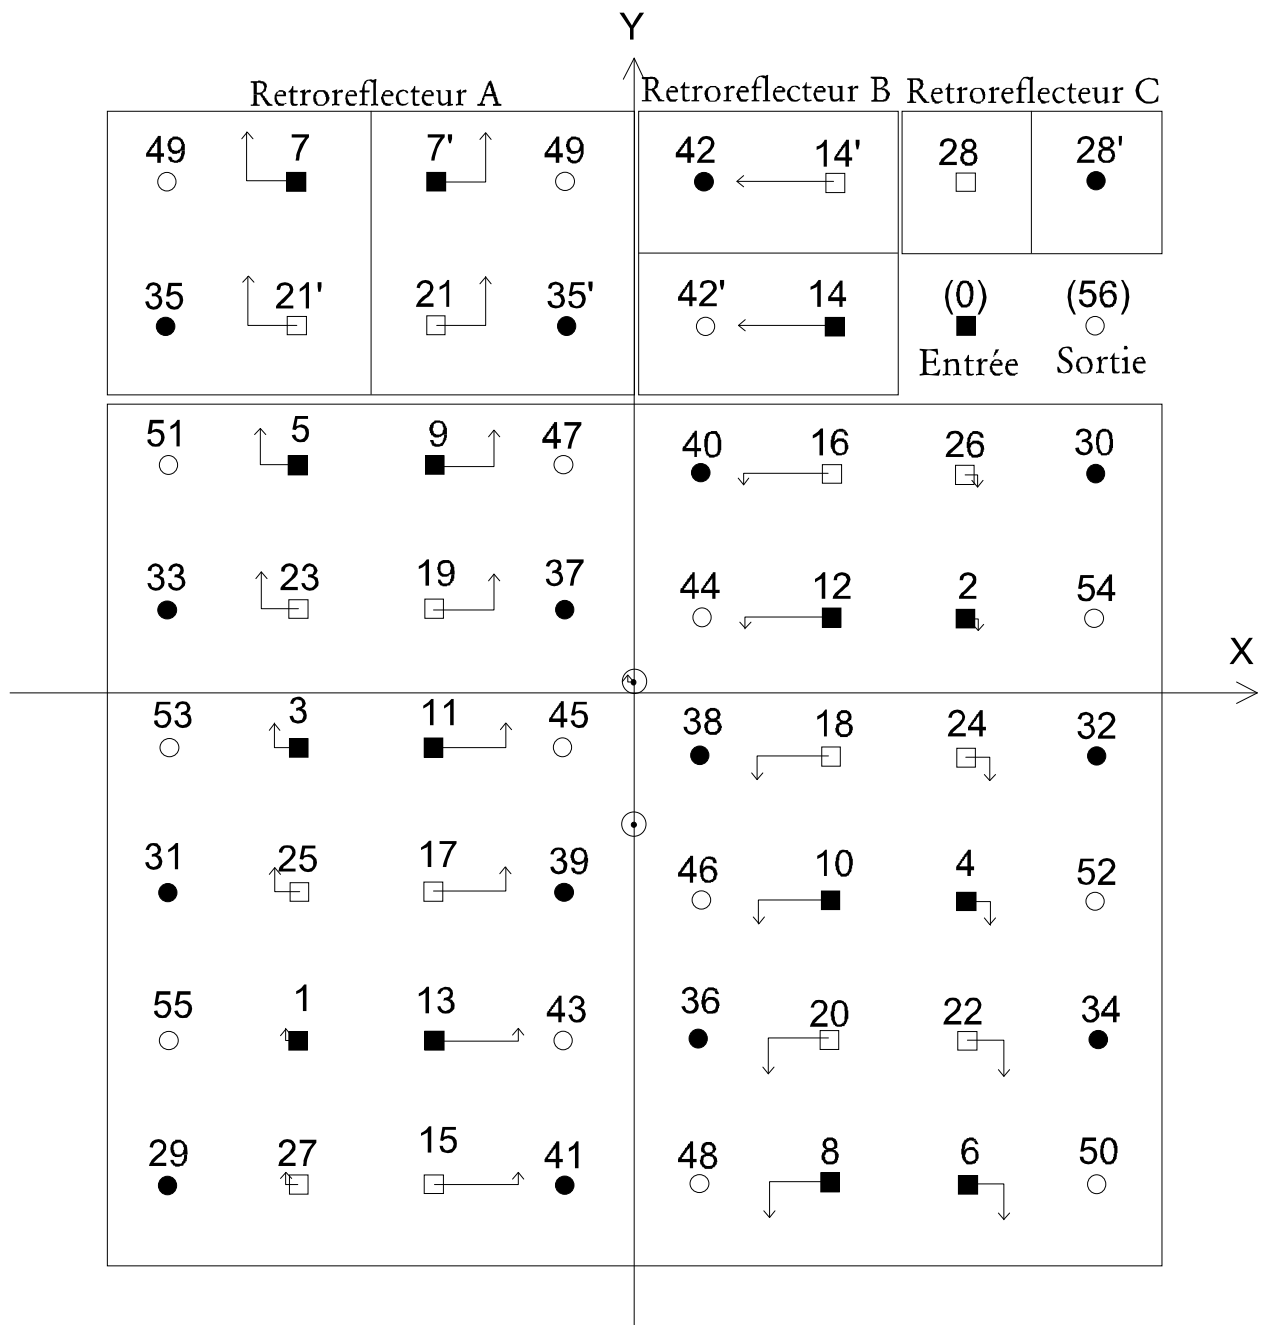 Y
Retroreflecteur A Retroreflecteur B Retroreflecteur C
49 7 7' 49 42 14' 28 28'
35 21' 21 35' 42' 14 (0) (56)
Entrée Sortie
51 5 9 47 40 16 26 30
33 23 19 37 44 12 2 54
X
53 3 11 45 38 18 24 32
31 25 17 39 46 10 4 52
55 1 13 43 36 20 22 34
29 27 15 41 48 8 6 50